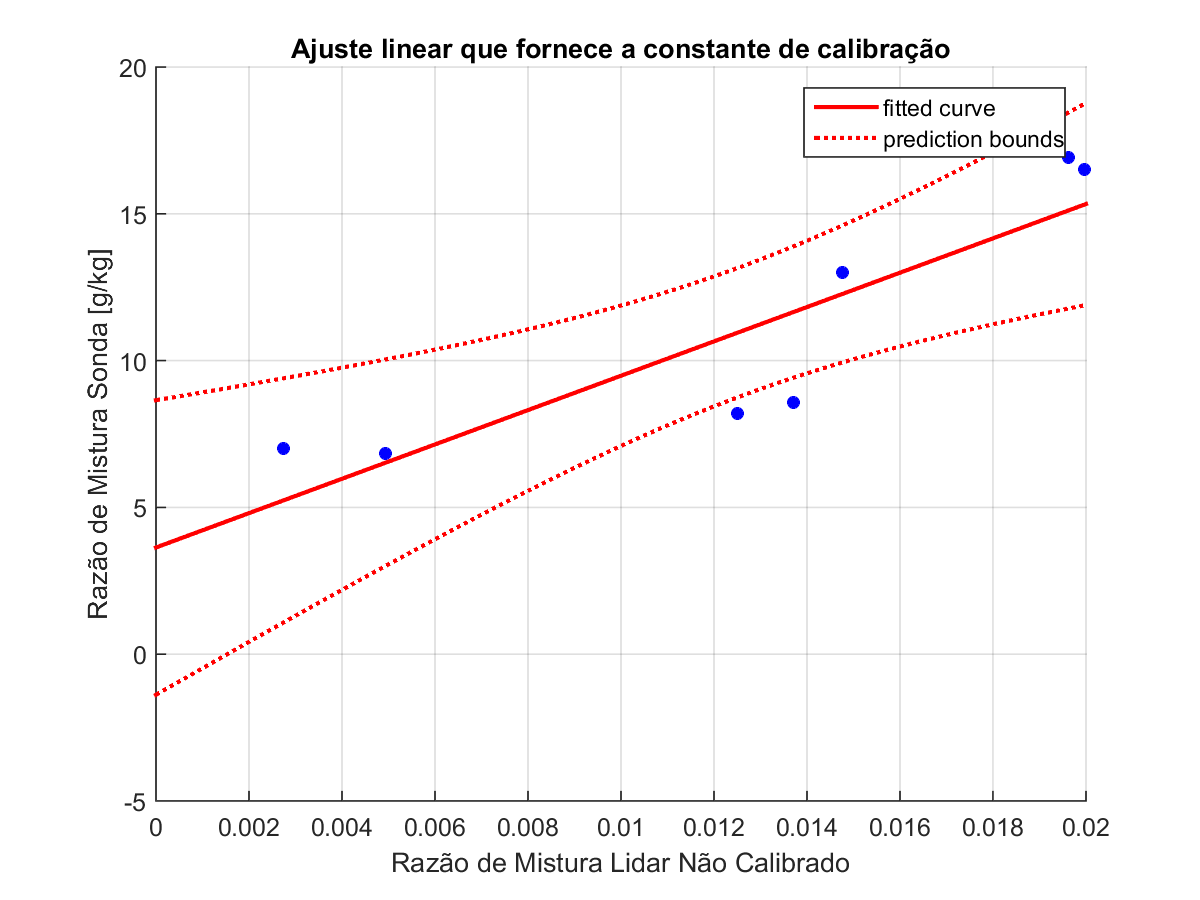 Ajuste linear que fornece a constante de calibração
fitted curve
prediction bounds
Razão de Mistura Sonda [g/kg]
20
15
10
5
0
-5
0 0.002 0.004 0.006 0.008 0.01 0.012 0.014 0.016 0.018 0.02
Razão de Mistura Lidar Não Calibrado